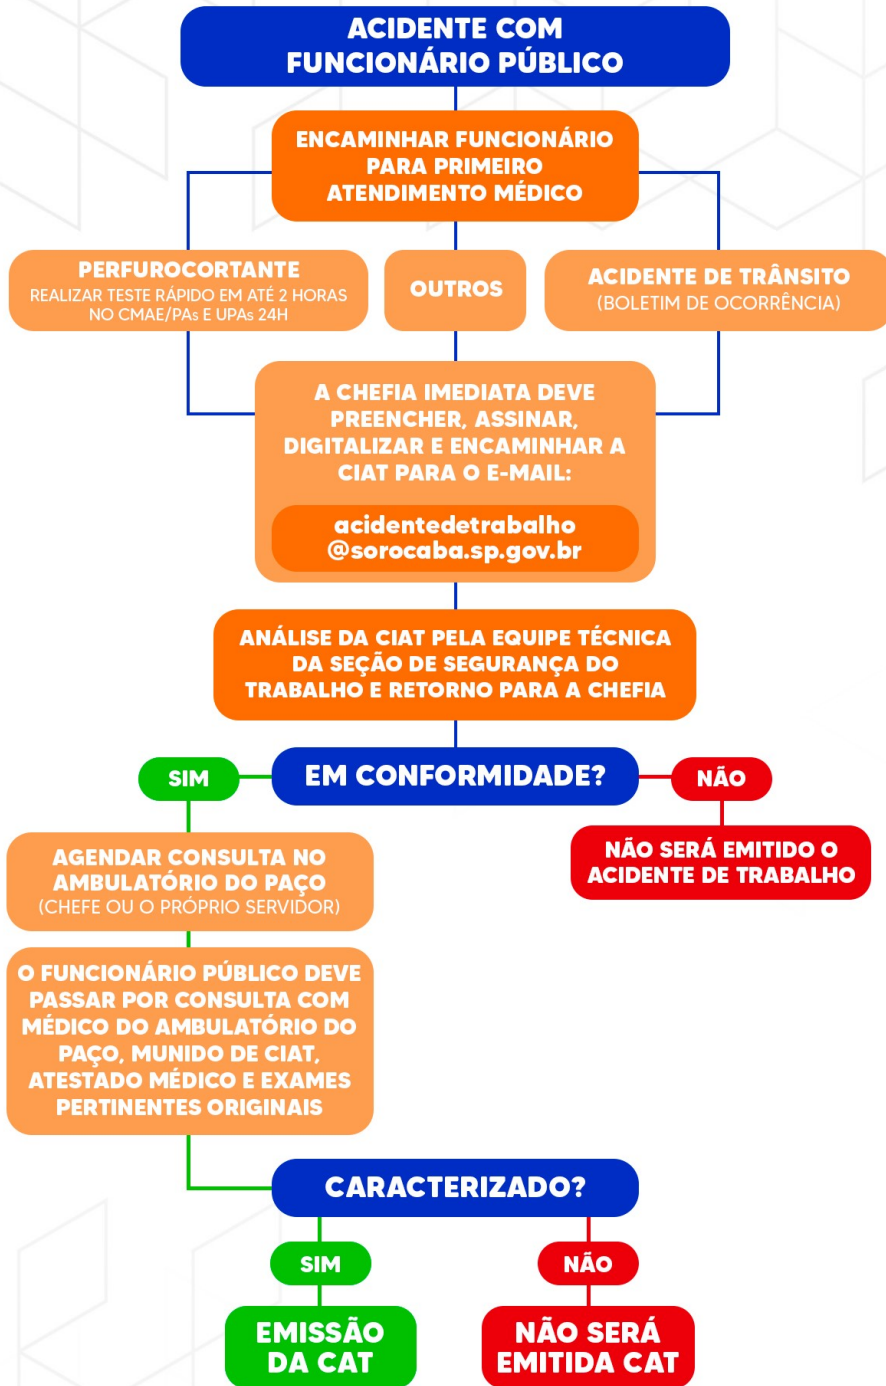 ACIDENTE COM
FUNCIONÁRIO PÚBLICO
ENCAMINHAR FUNCIONÁRIO
PARA PRIMEIRO
ATENDIMENTO MÉDICO
PERFUROCORTANTE
REALIZAR TESTE RÁPIDO EM ATÉ 2 HORAS
NO CMAE/PAs E UPAs 24H
OUTROS
ACIDENTE DE TRÂNSITO
(BOLETIM DE OCORRÊNCIA)
A CHEFIA IMEDIATA DEVE
PREENCHER, ASSINAR,
DIGITALIZAR E ENCAMINHAR A
CIAT PARA O E-MAIL:
acidentedetrabalho
@sorocaba.sp.gov.br
ANÁLISE DA CIAT PELA EQUIPE TÉCNICA
DA SEÇÃO DE SEGURANÇA DO
TRABALHO E RETORNO PARA A CHEFIA
EM CONFORMIDADE?
SIM
NÃO
NÃO SERÁ EMITIDO O
ACIDENTE DE TRABALHO
AGENDAR CONSULTA NO
AMBULATÓRIO DO PAÇO
(CHEFE OU O PRÓPRIO SERVIDOR)
O FUNCIONÁRIO PÚBLICO DEVE
PASSAR POR CONSULTA COM
MÉDICO DO AMBULATÓRIO DO
PAÇO, MUNIDO DE CIAT,
ATESTADO MÉDICO E EXAMES
PERTINENTES ORIGINAIS
CARACTERIZADO?
SIM
NÃO
EMISSÃO
DA CAT
NÃO SERÁ
EMITIDA CAT